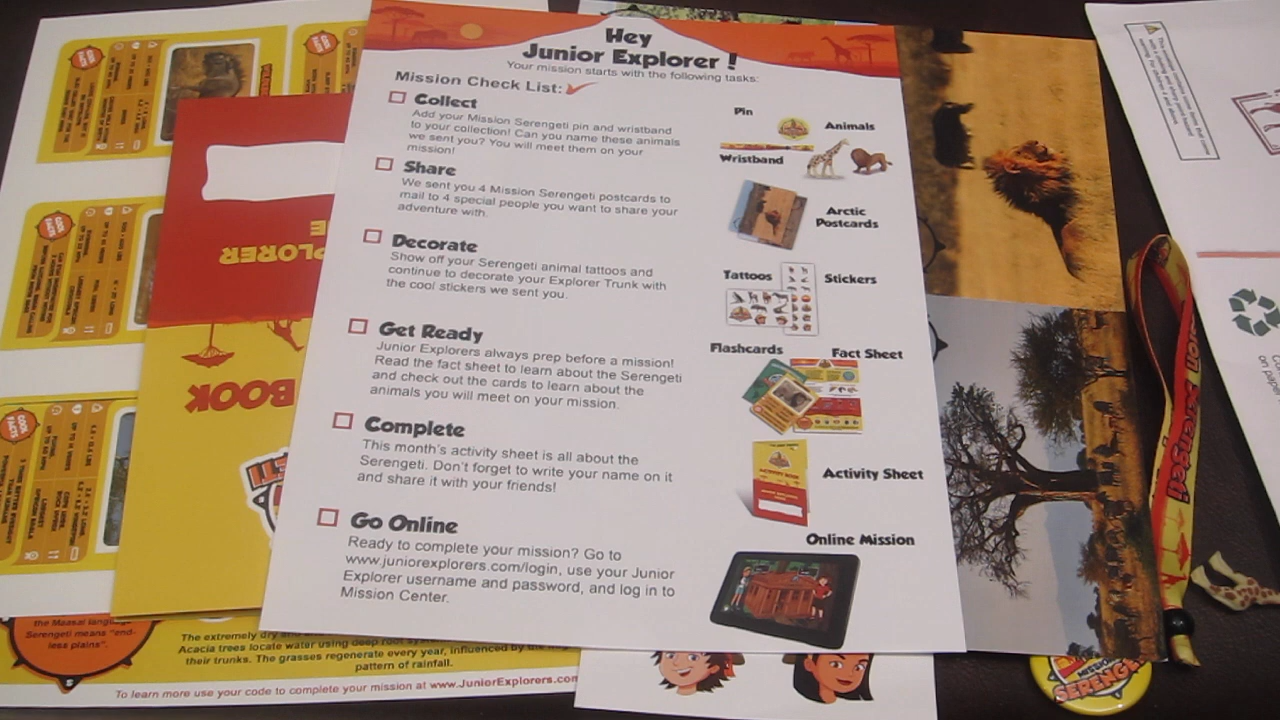 Hey
Junior Explorer !
Your mission starts with the following tasks:
Mission Check List:
Collect
Add your Mission Serengeti pin and wristband
to your collection! Can you name these animals
we sent you? You will meet them on your
mission!
Pin
Animals
Wristband
Share
We sent you 4 Mission Serengeti postcards to
mail to 4 special people you want to share your
adventure with.
Arctic
Postcards
Decorate
Show off your Serengeti animal tattoos and
continue to decorate your Explorer Trunk with
the cool stickers we sent you.
Tattoos
Stickers
Get Ready
Junior Explorers always prep before a mission!
Read the fact sheet to learn about the Serengeti
and check out the cards to learn about the
animals you will meet on your mission.
Flashcards
Fact Sheet
Complete
This month's activity sheet is all about the
Serengeti. Don't forget to write your name on it
and share it with your friends!
Activity Sheet
Go Online
Ready to complete your mission? Go to
www.juniorexplorers.com/login, use your Junior
Explorer username and password, and log in to
Mission Center.
Online Mission
BOOK
COOL FACTS
COOL FACTS
COOL FACTS
the Maasai language
Serengeti means "end-
less plains".
The extremely dry
Acacia trees locate water using deep root
their trunks. The grasses regenerate every year, influenced by the
pattern of rainfall.
To learn more use your code to complete your mission at www.JuniorExplorers.com
serengeti
MISSION
SERENGETI